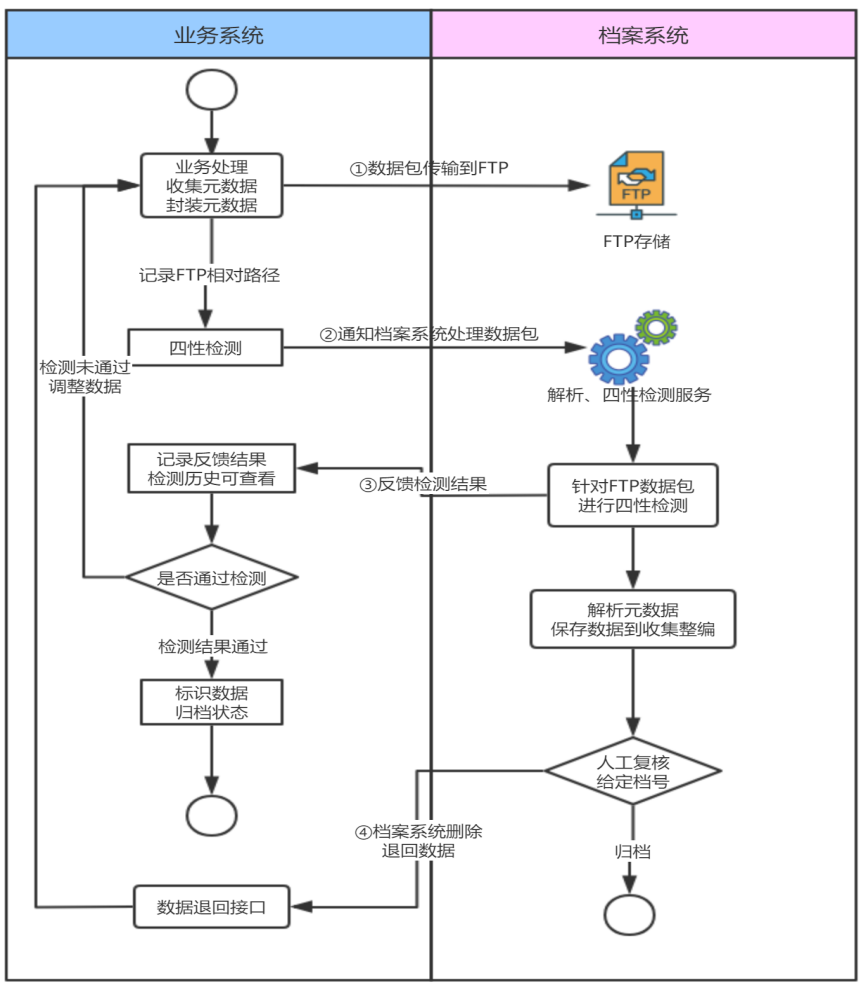 业务系统
档案系统
业务处理
收集元数据
封装元数据
①数据包传输到FTP
FTP
FTP存储
记录FTP相对路径
四性检测
②通知档案系统处理数据包
解析、四性检测服务
检测未通过
调整数据
记录反馈结果
检测历史可查看
③反馈检测结果
针对FTP数据包
进行四性检测
是否通过检测
解析元数据
保存数据到收集整编
检测结果通过
标识数据
归档状态
人工复核
给定档号
④档案系统删除
退回数据
归档
数据退回接口